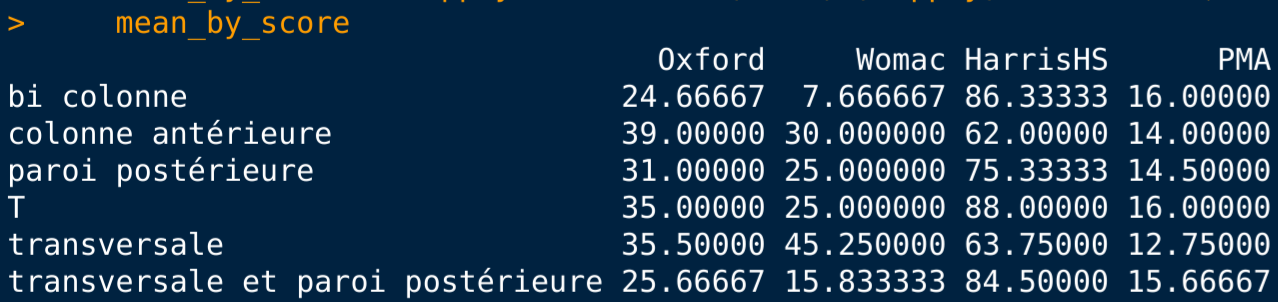 > mean_by_score
Oxford Womac HarrisHS PMA
bi colonne 24.66667 7.666667 86.33333 16.00000
colonne antérieure 39.00000 30.000000 62.00000 14.00000
paroi postérieure 31.00000 25.000000 75.33333 14.50000
T 35.00000 25.000000 88.00000 16.00000
transversale 35.50000 45.250000 63.75000 12.75000
transversale et paroi postérieure 25.66667 15.833333 84.50000 15.66667